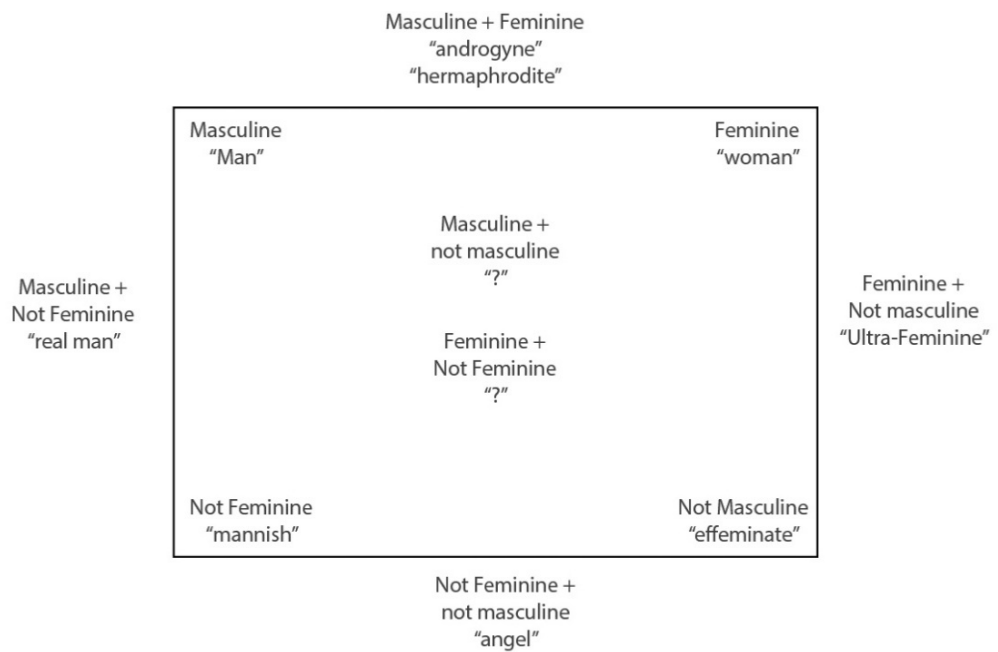 Masculine + Feminine
“androgyne”
“hermaphrodite”
Masculine
“Man”
Feminine
“woman”
Masculine +
not masculine
“?”
Masculine +
Not Feminine
“real man”
Feminine +
Not masculine
“Ultra-Feminine”
Feminine +
Not Feminine
“?”
Not Feminine
“mannish”
Not Masculine
“effeminate”
Not Feminine +
not masculine
“angel”